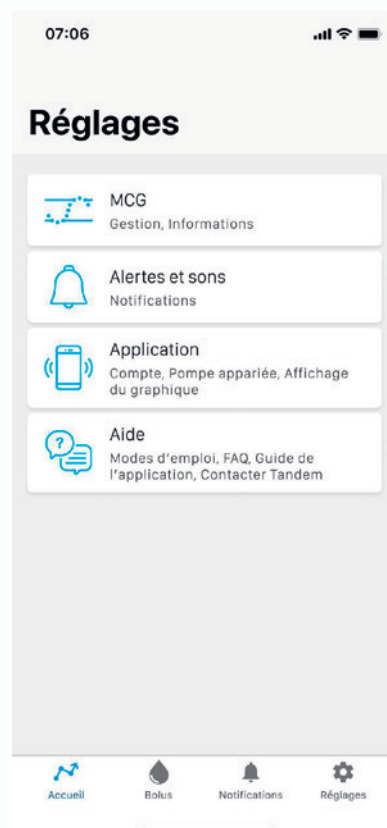 07:06
Réglages
MCG
Gestion, Informations
Alertes et sons
Notifications
Application
Compte, Pompe appariée, Affichage
du graphique
?
Aide
Modes d'emploi, FAQ, Guide de
l'application, Contacter Tandem
Accueil
Bolus
Notifications
Réglages